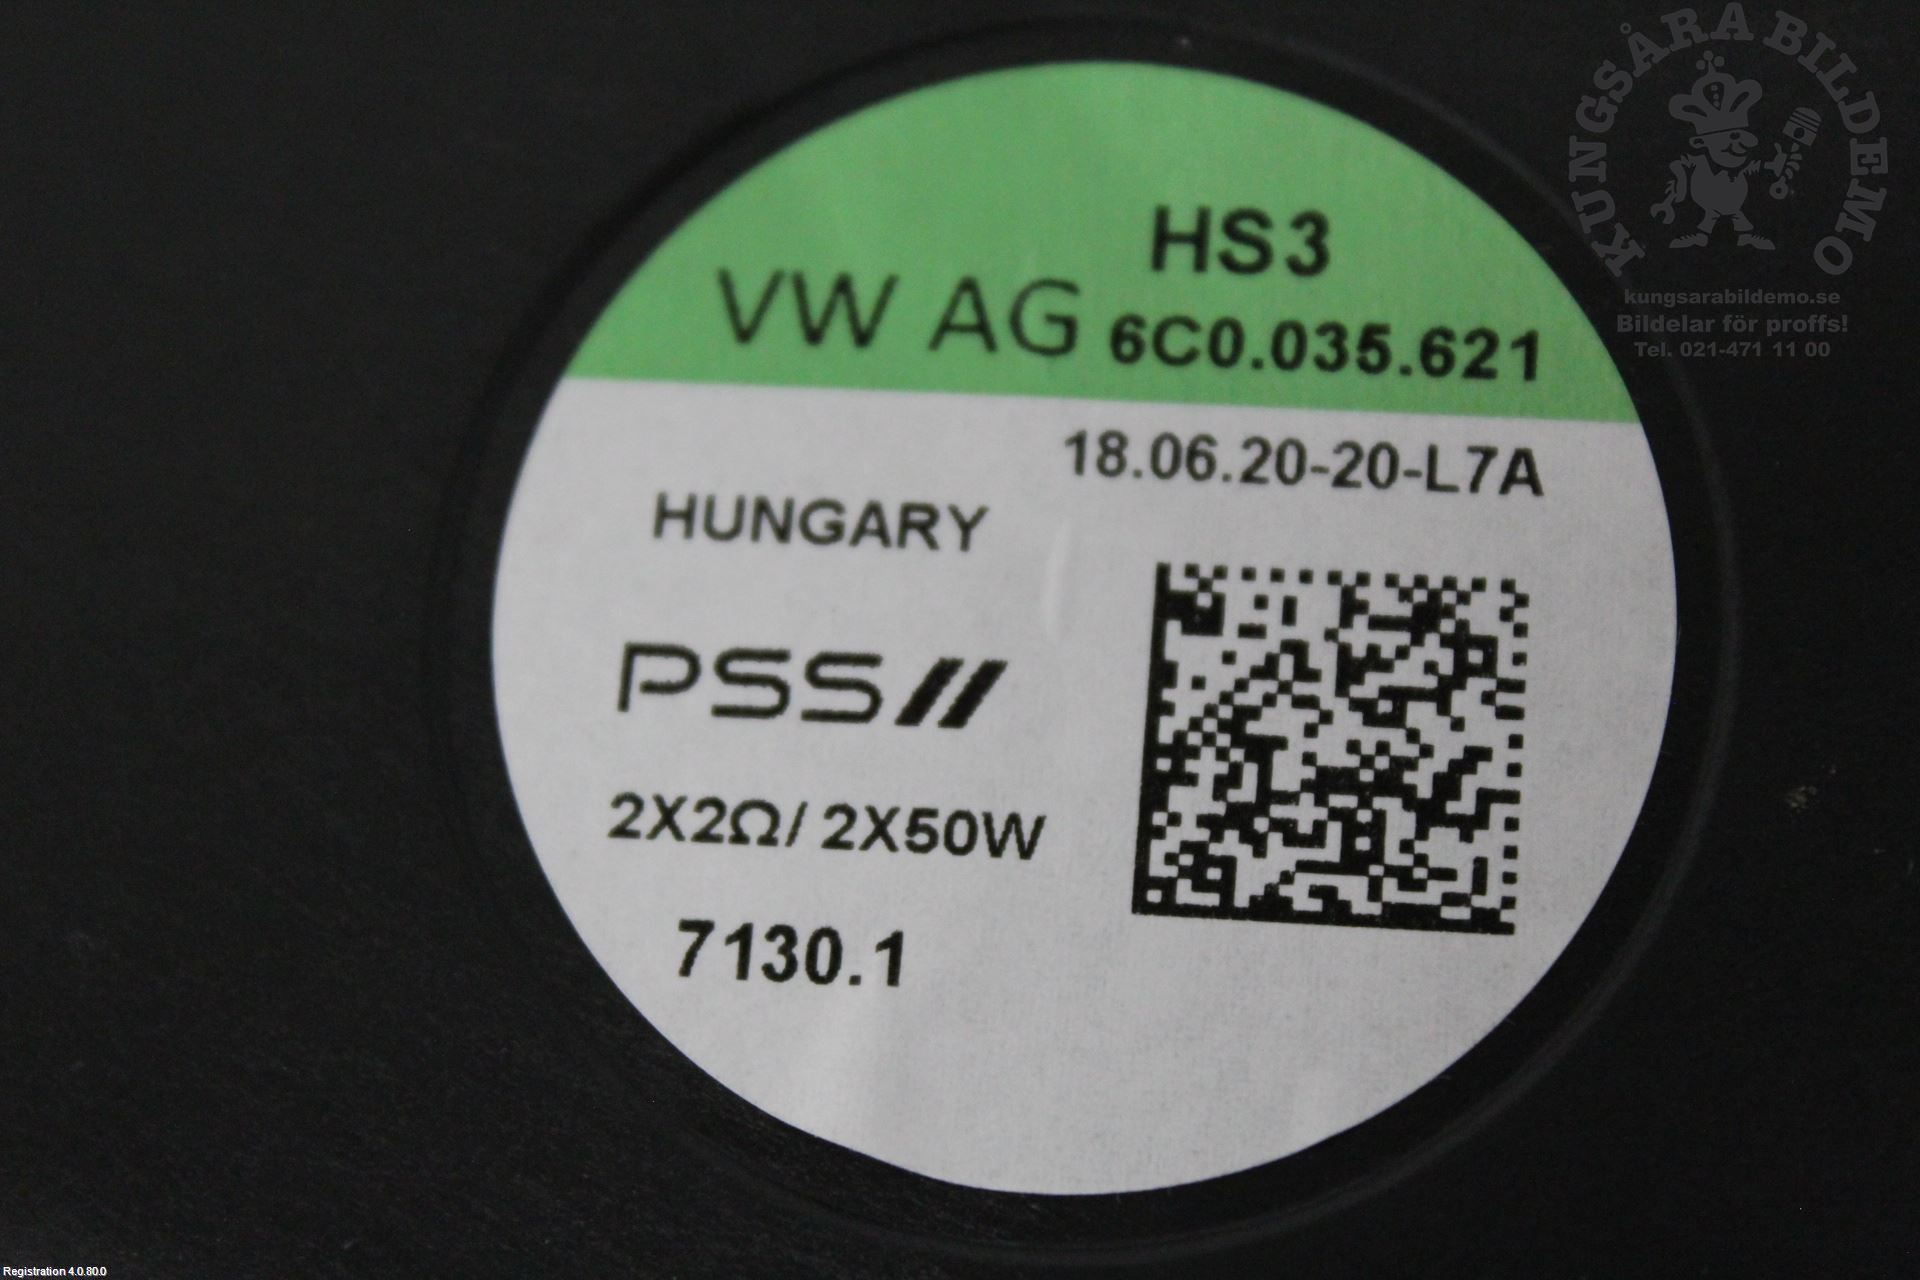 KUNGSÅRA BILDEMO
kungsarabildemo.se
Bildelar för proffs!
Tel. 021-471 11 00
HS3
VW AG 6C0.035.621
18.06.20-20-L7A
HUNGARY
PSS
2X2Ω/ 2X50W
7130.1
Registration 4.0.80.0